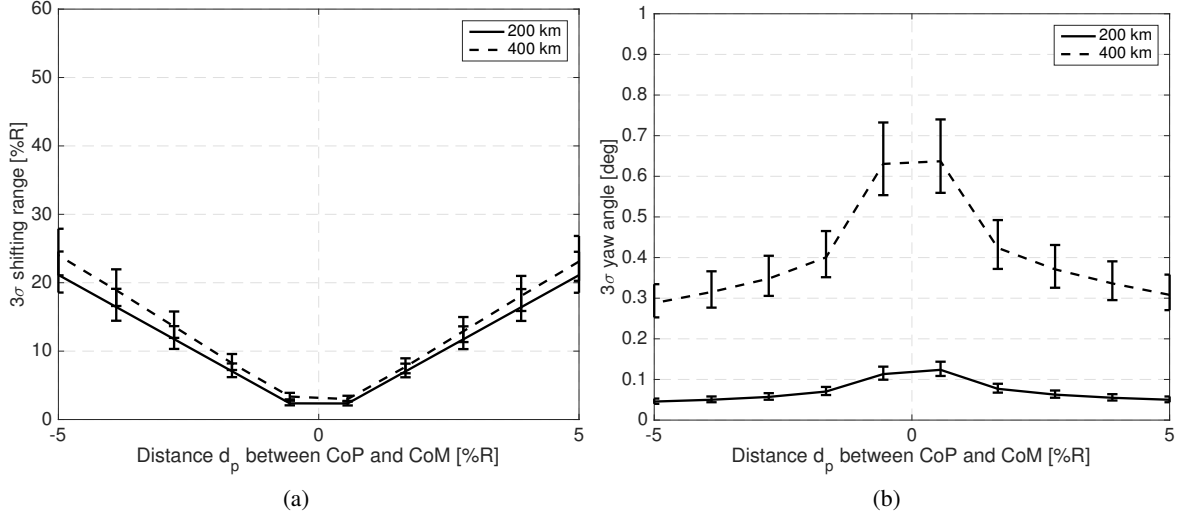 60
50
40
30
20
10
0
-5
0
5
3σ shifting range [%R]
Distance d_p between CoP and CoM [%R]
200 km
400 km
(a)
1
0.9
0.8
0.7
0.6
0.5
0.4
0.3
0.2
0.1
0
-5
0
5
3σ yaw angle [deg]
Distance d_p between CoP and CoM [%R]
200 km
400 km
(b)